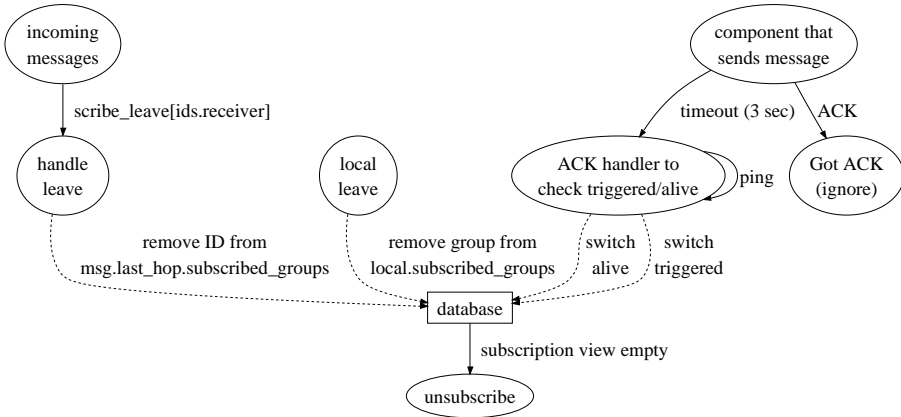 incoming
messages
component that
sends message
scribe_leave[ids.receiver]
timeout (3 sec)
ACK
handle
leave
local
leave
ACK handler to
check triggered/alive
ping
Got ACK
(ignore)
remove ID from
msg.last_hop.subscribed_groups
remove group from
local.subscribed_groups
switch
alive
switch
triggered
database
subscription view empty
unsubscribe